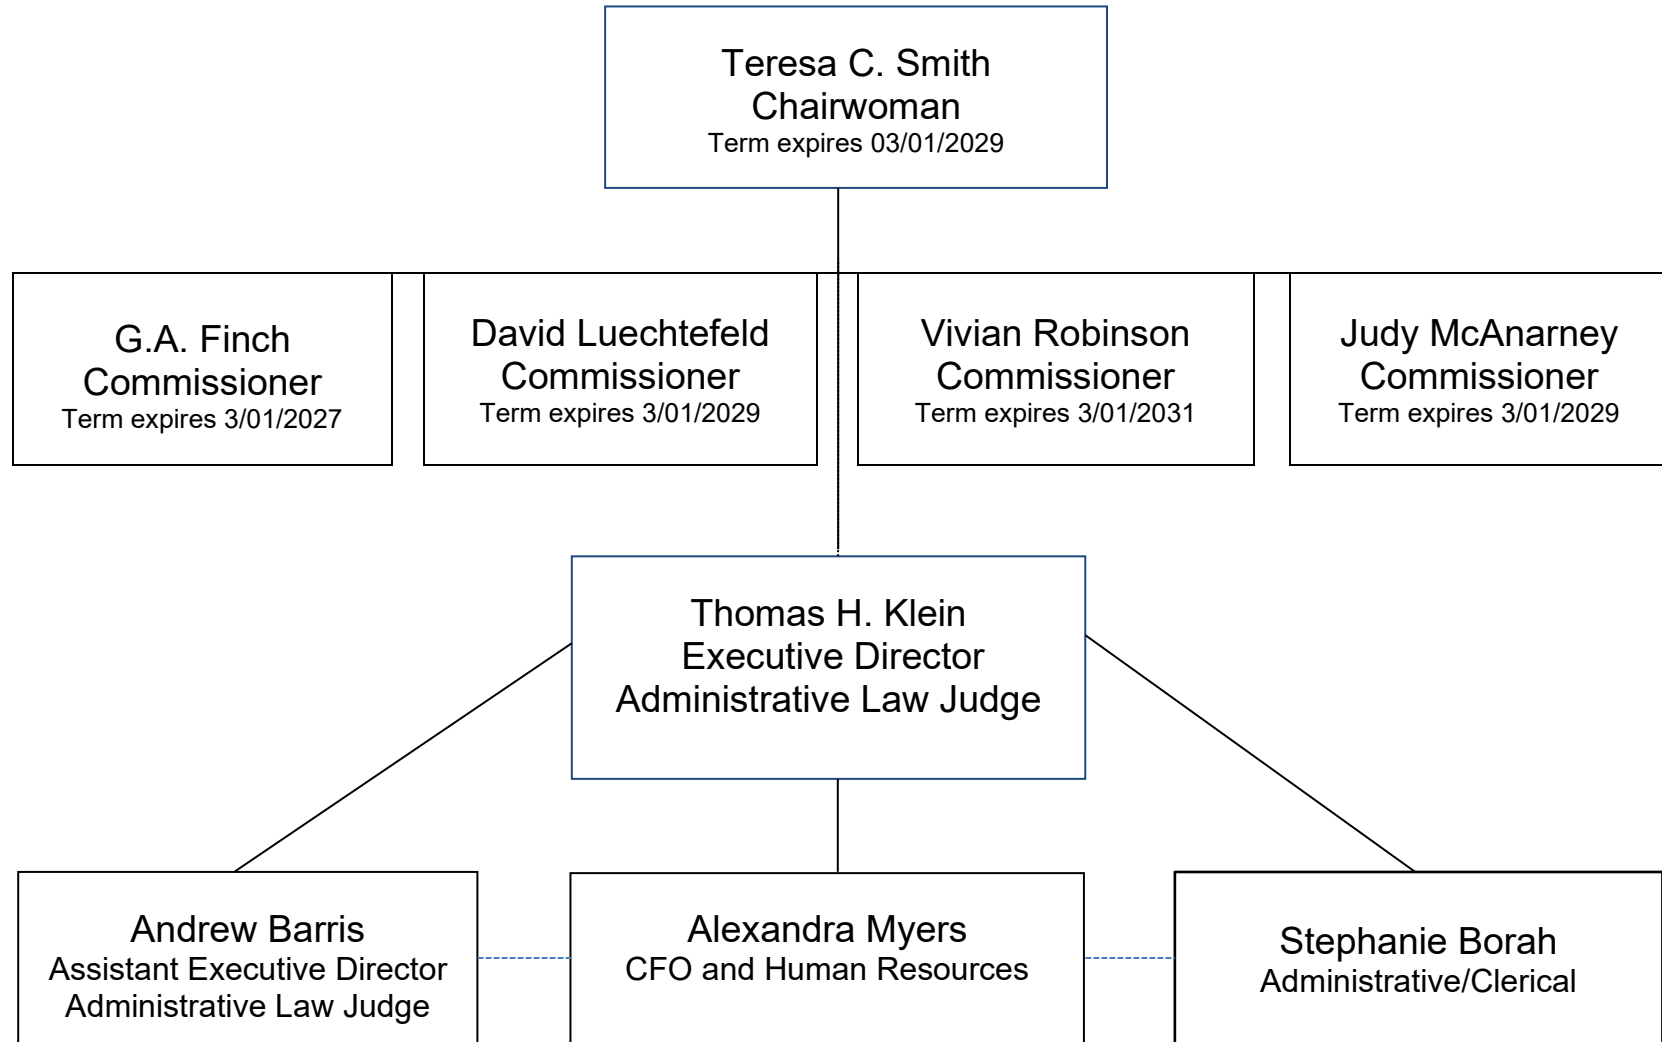 Teresa C. Smith
Chairwoman
Term expires 03/01/2029
G.A. Finch
Commissioner
Term expires 3/01/2027
David Luechtefeld
Commissioner
Term expires 3/01/2029
Vivian Robinson
Commissioner
Term expires 3/01/2031
Judy McAnarney
Commissioner
Term expires 3/01/2029
Thomas H. Klein
Executive Director
Administrative Law Judge
Andrew Barris
Assistant Executive Director
Administrative Law Judge
Alexandra Myers
CFO and Human Resources
Stephanie Borah
Administrative/Clerical